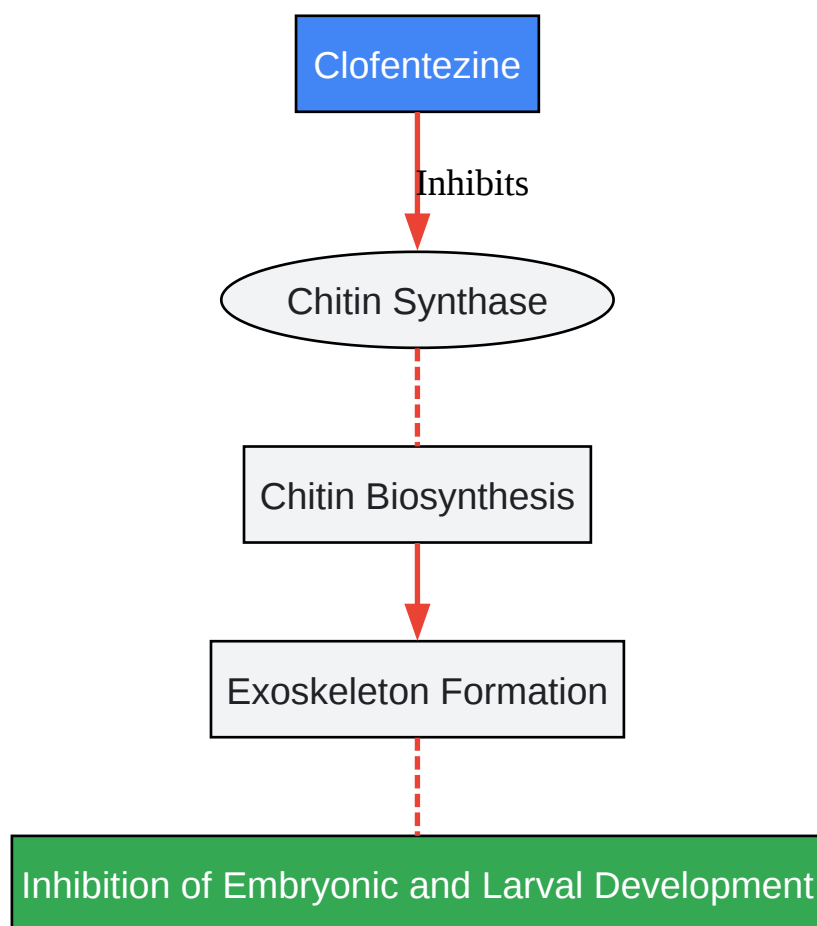 Clofentezine
Inhibits
Chitin Synthase
Chitin Biosynthesis
Exoskeleton Formation
Inhibition of Embryonic and Larval Development